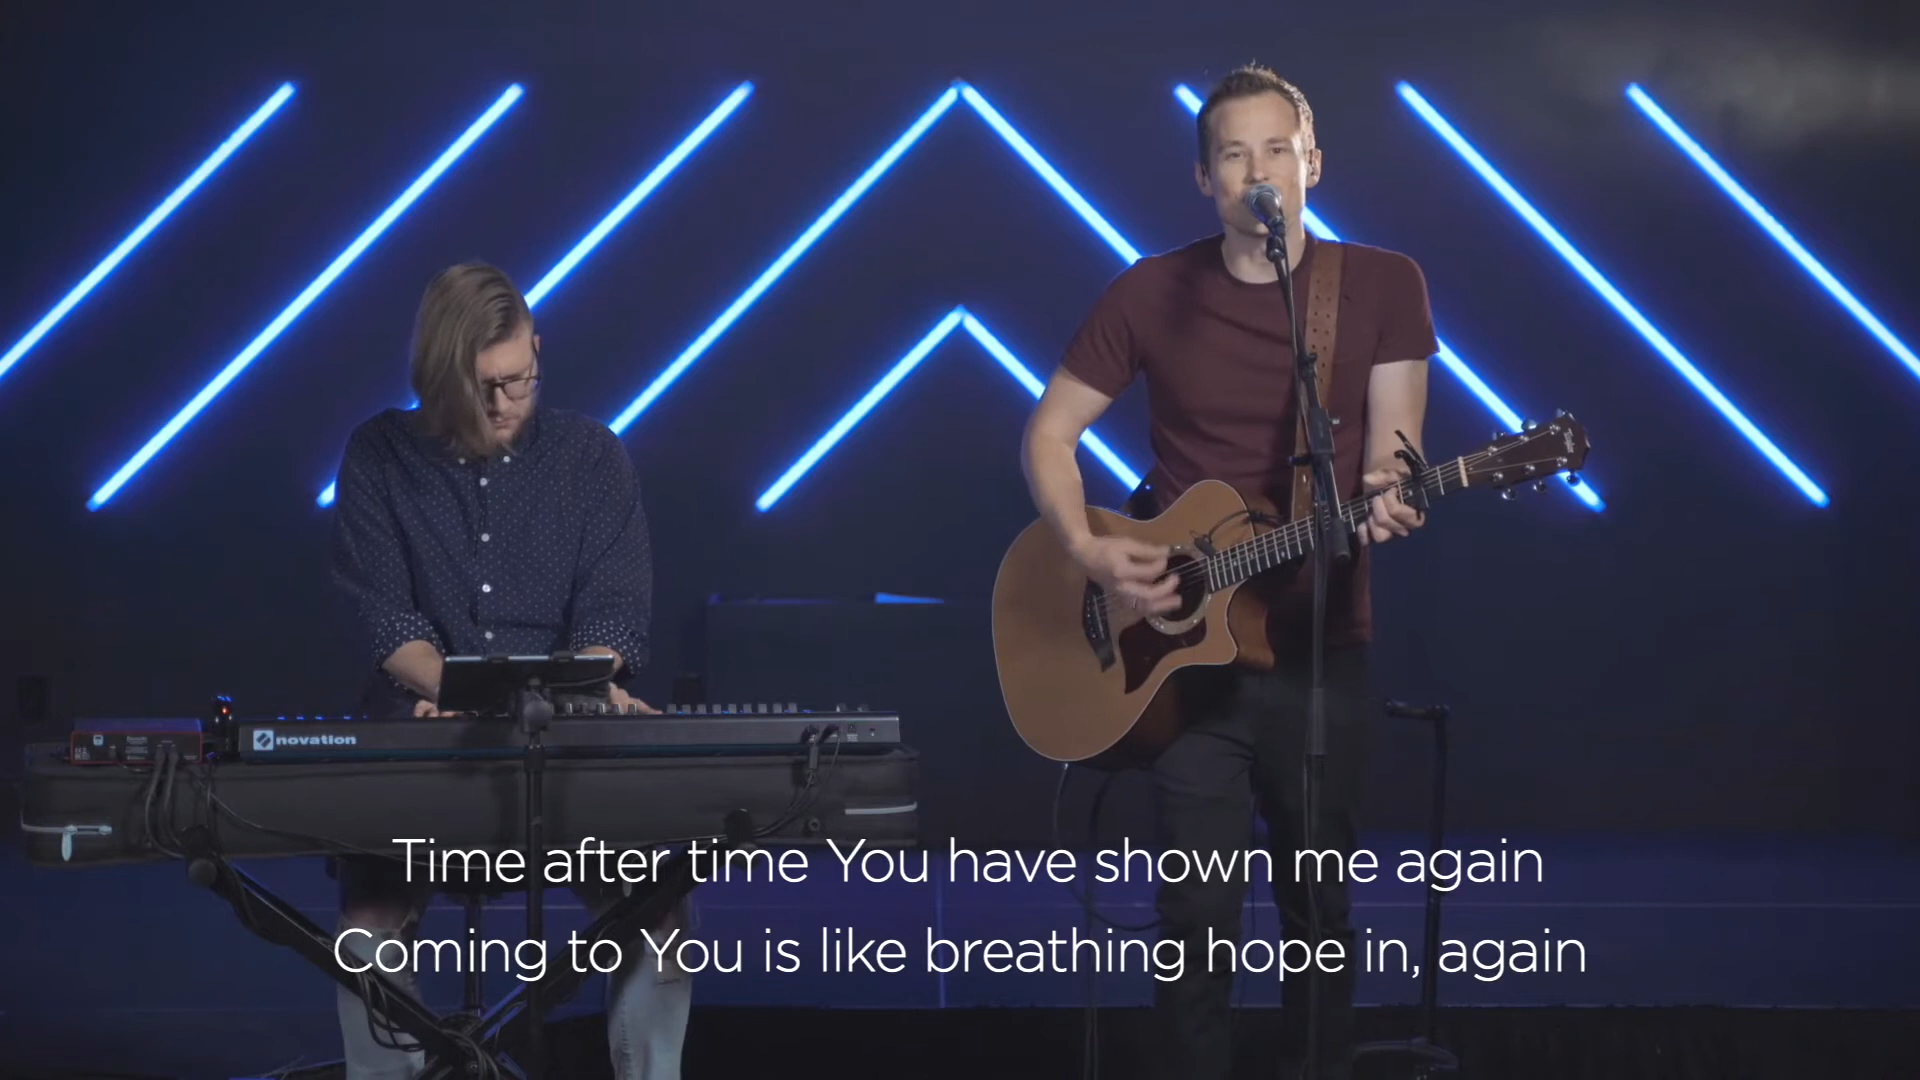 novation
Time after time You have shown me again
Coming to You is like breathing hope in, again